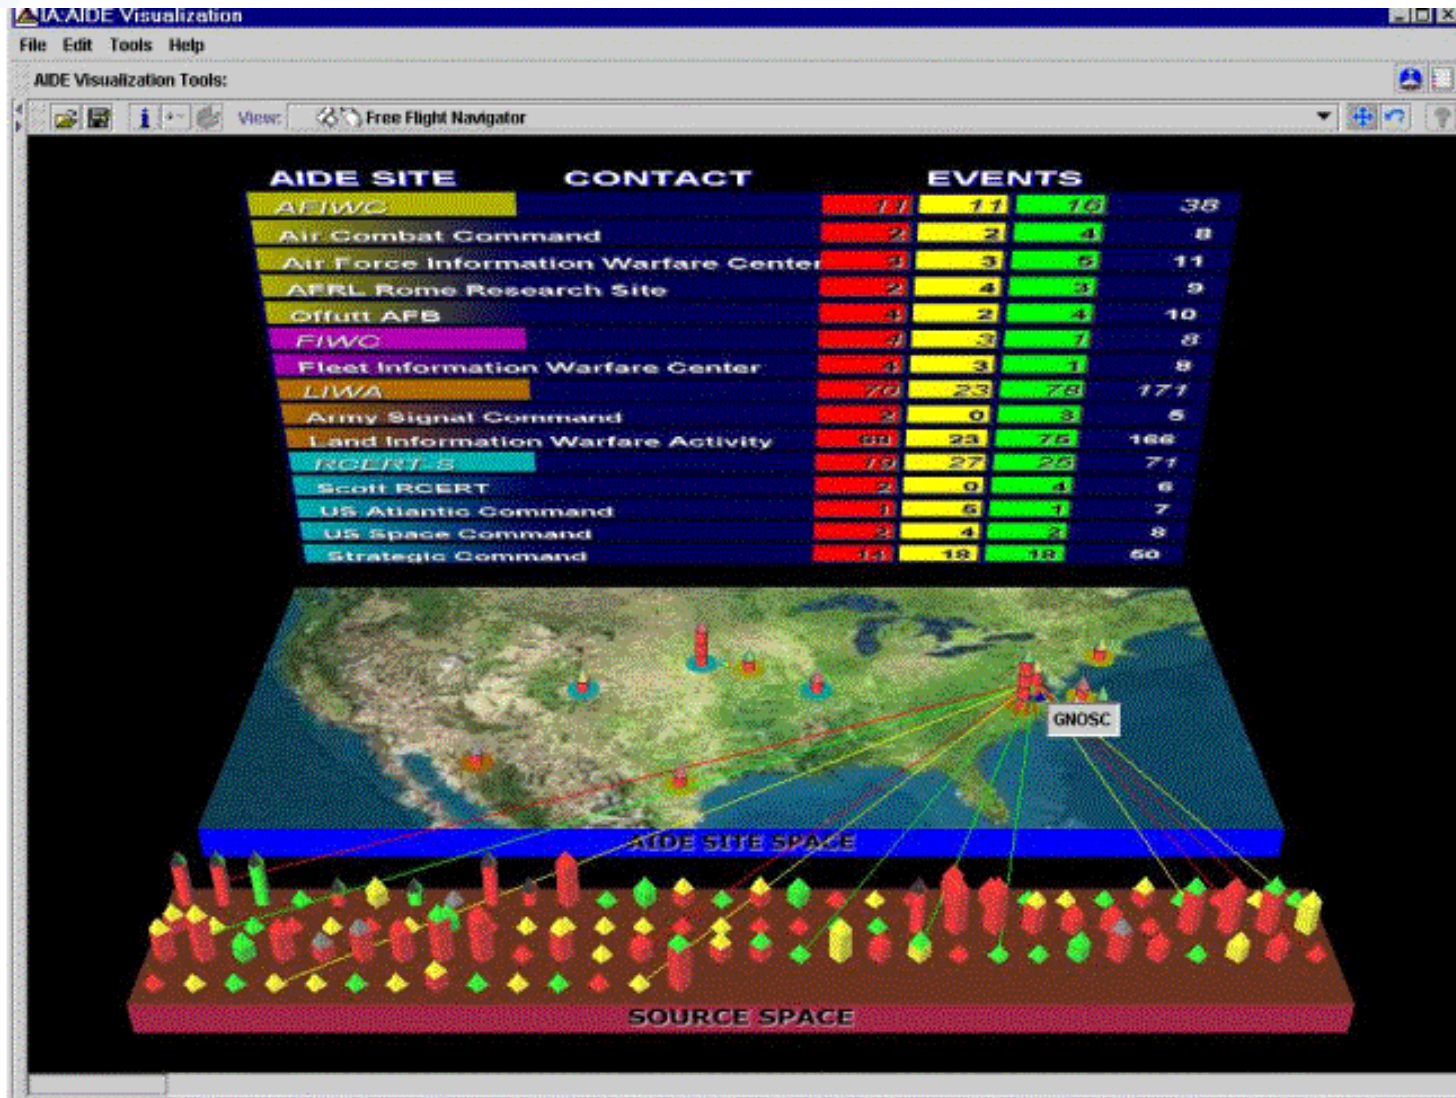 IA:AIDE Visualization
File Edit Tools Help
AIDE Visualization Tools:
View: Free Flight Navigator
AIDE SITE CONTACT EVENTS
AFIWC 11 11 16 38
Air Combat Command 2 2 4 8
Air Force Information Warfare Center 3 3 5 11
AFRL Rome Research Site 2 4 3 9
Offutt AFB 4 2 4 10
FIWC 4 3 1 8
Fleet Information Warfare Center 4 3 1 8
LIWA 70 23 78 171
Army Signal Command 2 0 3 5
Land Information Warfare Activity 68 23 75 166
RCERT-S 19 27 25 71
Scott RCERT 2 0 4 6
US Atlantic Command 1 5 1 7
US Space Command 2 4 2 8
Strategic Command 14 18 18 50
GNOSC
AIDE SITE SPACE
SOURCE SPACE